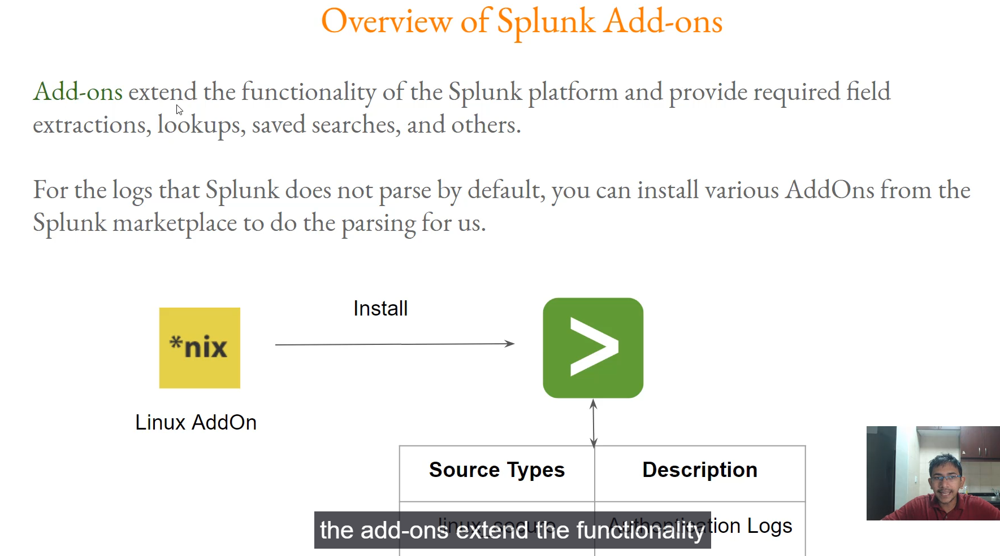 Overview of Splunk Add-ons
Add-ons extend the functionality of the Splunk platform and provide required field
extractions, lookups, saved searches, and others.
For the logs that Splunk does not parse by default, you can install various AddOns from the
Splunk marketplace to do the parsing for us.
Install
*nix
>
Linux AddOn
Source Types
Description
linux_secure
Authentication Logs
the add-ons extend the functionality